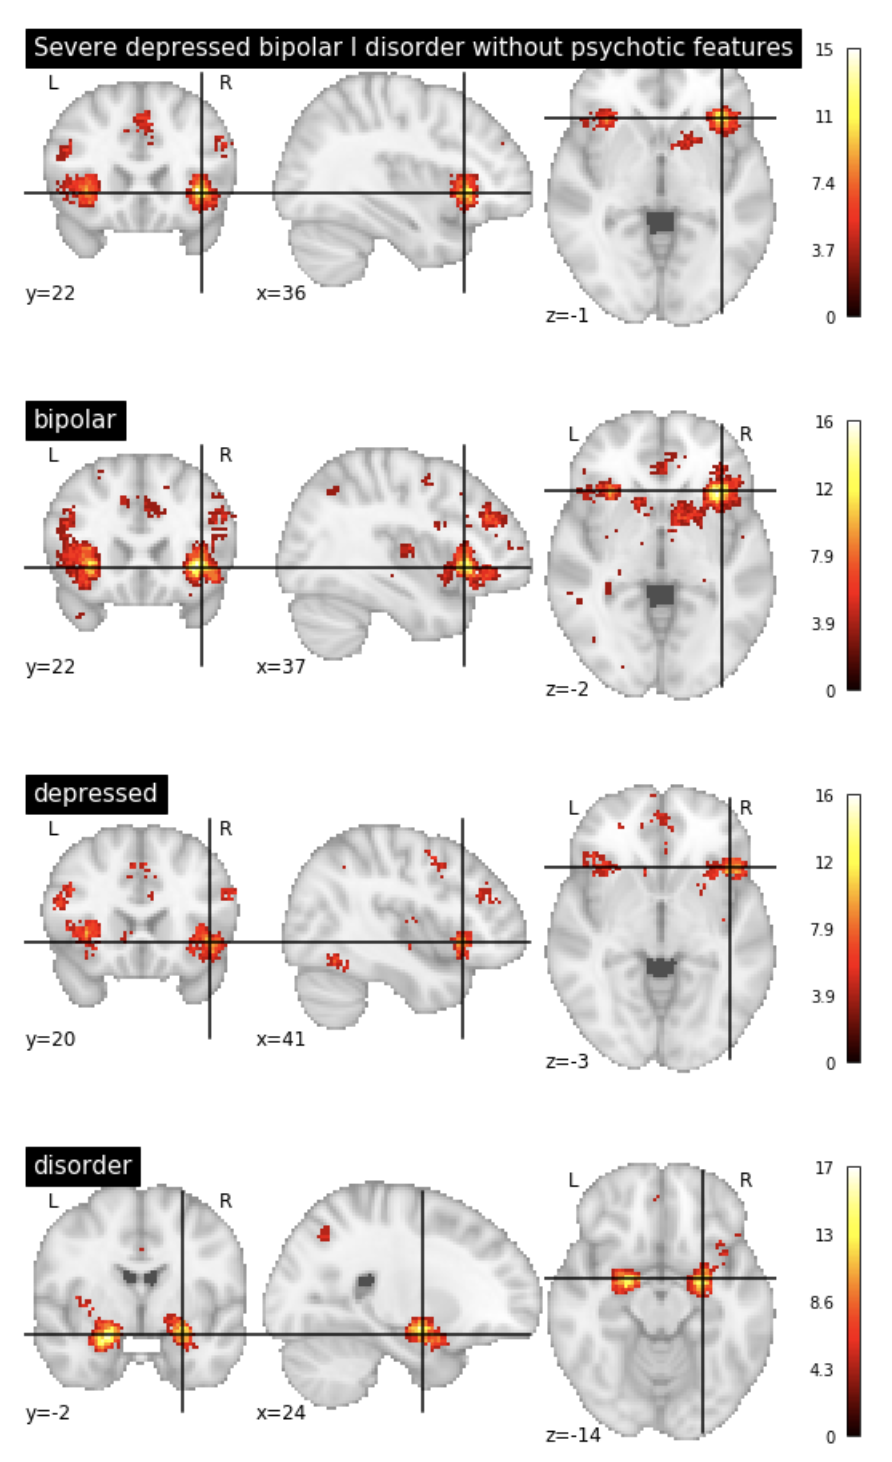 Severe depressed bipolar I disorder without psychotic features
L R
15
11
7.4
3.7
0
y=22 x=36 z=-1
bipolar
L R L R
16
12
7.9
3.9
0
y=22 x=37 z=-2
depressed
L R L R
16
12
7.9
3.9
0
y=20 x=41 z=-3
disorder
L R L R
17
13
8.6
4.3
0
y=-2 x=24 z=-14